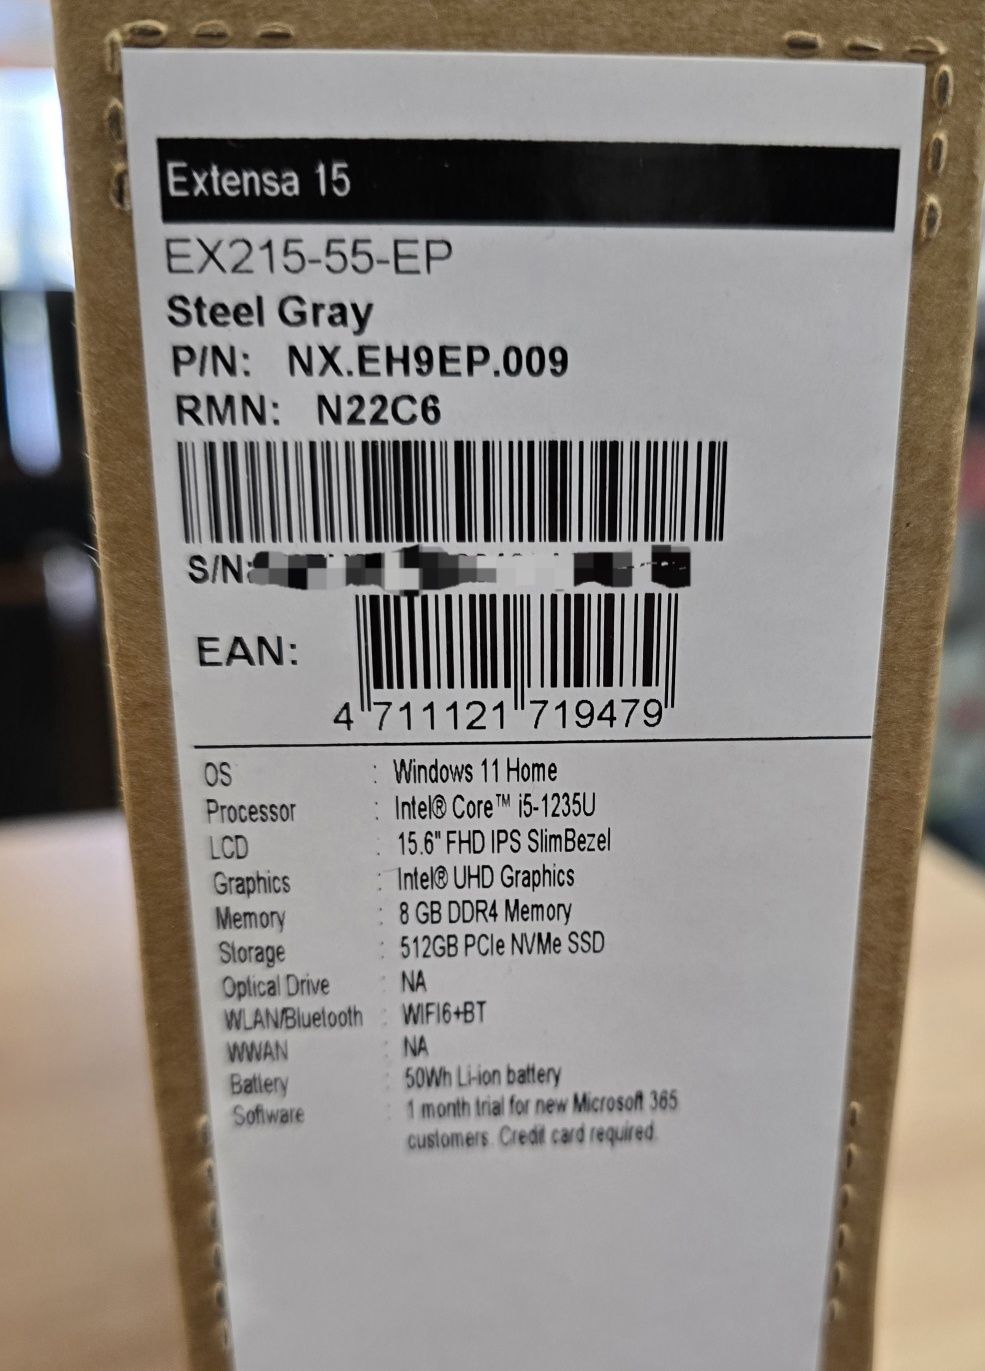 Extensa 15
EX215-55-EP
Steel Gray
P/N: NX.EH9EP.009
RMN: N22C6
S/N:
EAN:
4 711121 719479
OS : Windows 11 Home
Processor : Intel® Core™ i5-1235U
LCD : 15.6" FHD IPS SlimBezel
Graphics : Intel® UHD Graphics
Memory : 8 GB DDR4 Memory
Storage : 512GB PCIe NVMe SSD
Optical Drive : NA
WLAN/Bluetooth : WIFI6+BT
WWAN : NA
Battery : 50Wh Li-ion battery
Software : 1 month trial for new Microsoft 365
customers. Credit card required.